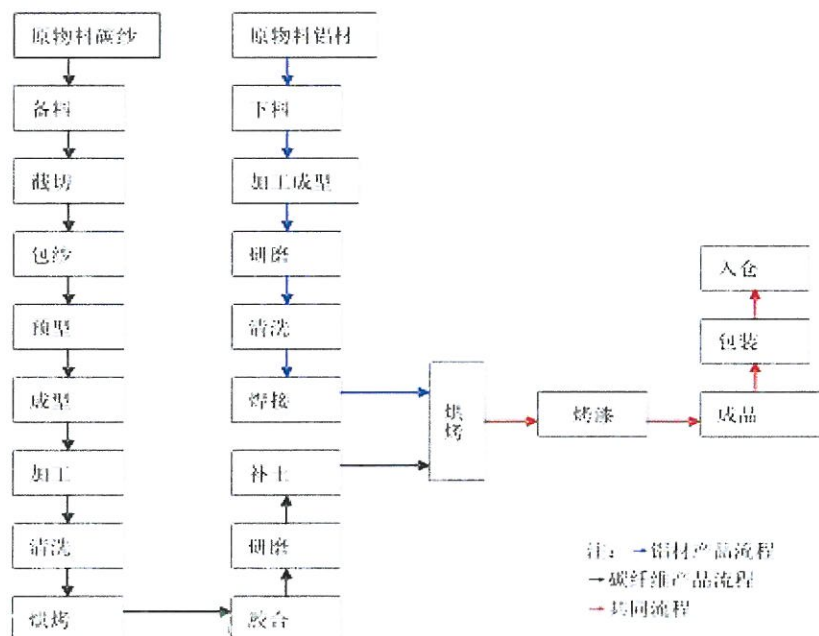 原物料碳纱
备料
裁切
包纱
预型
成型
加工
清洗
烘烤
原物料铝材
下料
加工成型
研磨
清洗
焊接
补土
研磨
胶合
烘烤
烤漆
入仓
包装
成品
注：→铝材产品流程
→碳纤维产品流程
→共同流程